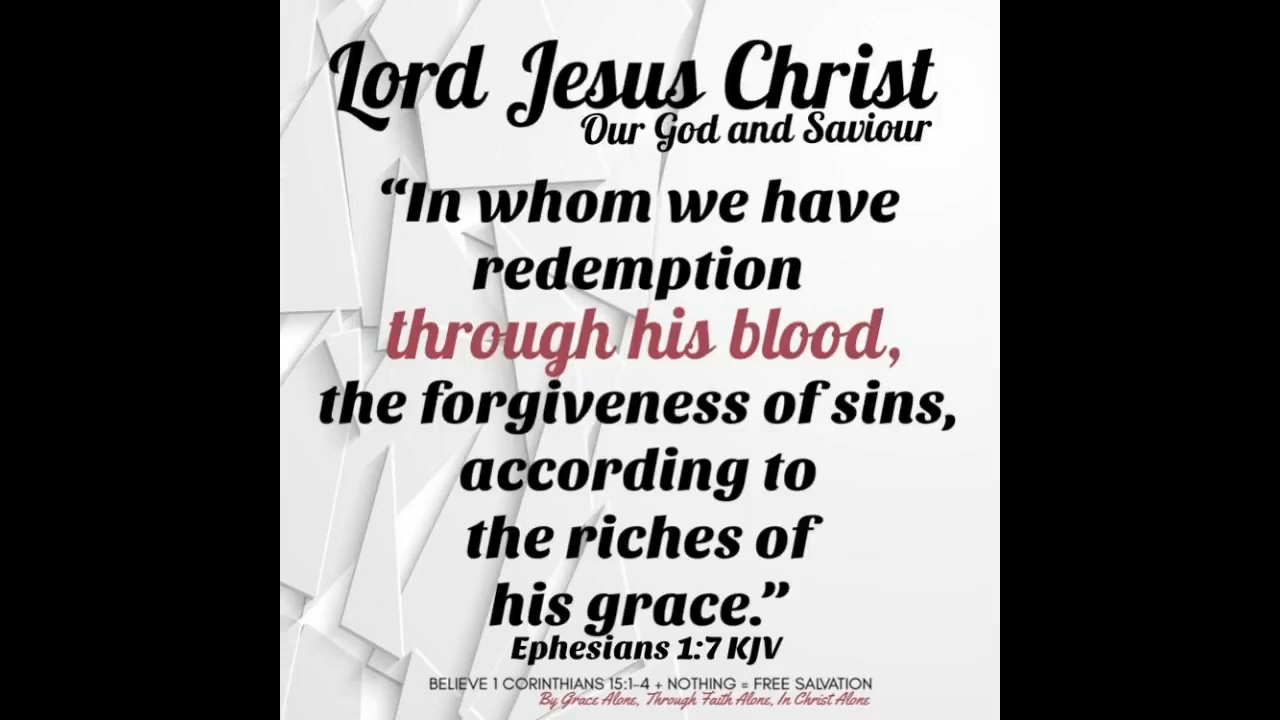 Lord Jesus Christ
Our God and Saviour
“In whom we have
redemption
through his blood,
the forgiveness of sins,
according to
the riches of
his grace.”
Ephesians 1:7 KJV
BELIEVE 1 CORINTHIANS 15:1-4 + NOTHING = FREE SALVATION
By Grace Alone, Through Faith Alone, In Christ Alone